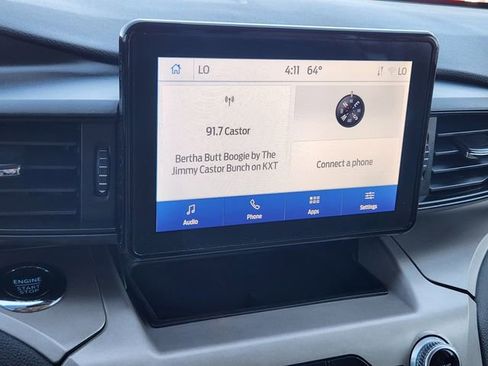 LO 4:11 64° LO
91.7 Castor
Bertha Butt Boogie by The
Jimmy Castor Bunch on KXT
Connect a phone
Audio Phone Apps Settings
ENGINE
START
STOP